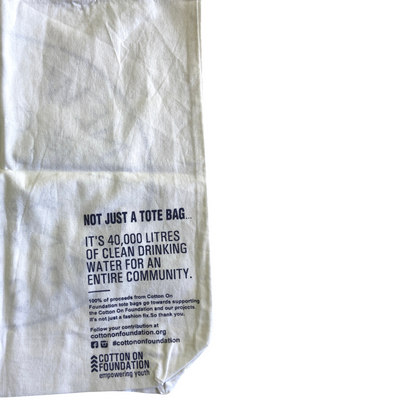 NOT JUST A TOTE BAG...
IT'S 40,000 LITRES
OF CLEAN DRINKING
WATER FOR AN
ENTIRE COMMUNITY.
100% of proceeds from Cotton On
Foundation tote bags go towards supporting
the Cotton On Foundation and our projects.
It's not just a fashion fix.So thank you.
Follow your contribution at
cottononfoundation.org
#cottononfoundation
COTTON ON
FOUNDATION
empowering youth